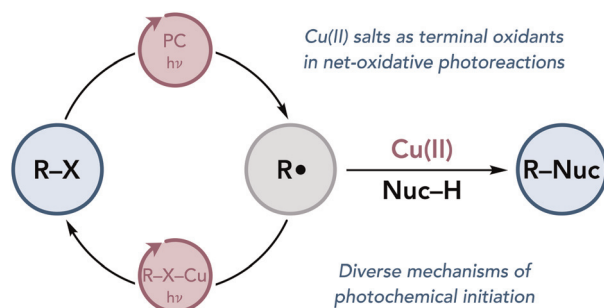 PC
hν
Cu(II) salts as terminal oxidants
in net-oxidative photoreactions
R–X
R•
Cu(II)
Nuc–H
R–Nuc
R–X–Cu
hν
Diverse mechanisms of
photochemical initiation